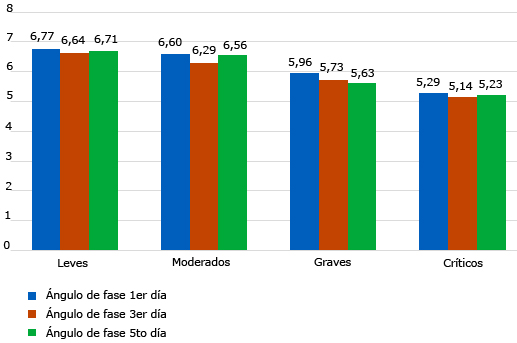 8
7
6
5
4
3
2
1
0
6,77 6,64 6,71
6,60 6,29 6,56
5,96 5,73 5,63
5,29 5,14 5,23
Leves Moderados Graves Críticos
Ángulo de fase 1er día
Ángulo de fase 3er día
Ángulo de fase 5to día